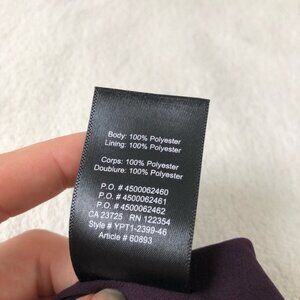 Body: 100% Polyester
Lining: 100% Polyester
Corps: 100% Polyester
Doublure: 100% Polyester
P.O. # 4500062460
P.O. # 4500062461
P.O. # 4500062462
CA 23725 RN 122354
Style # YPT1-2399-46
Article # 60893